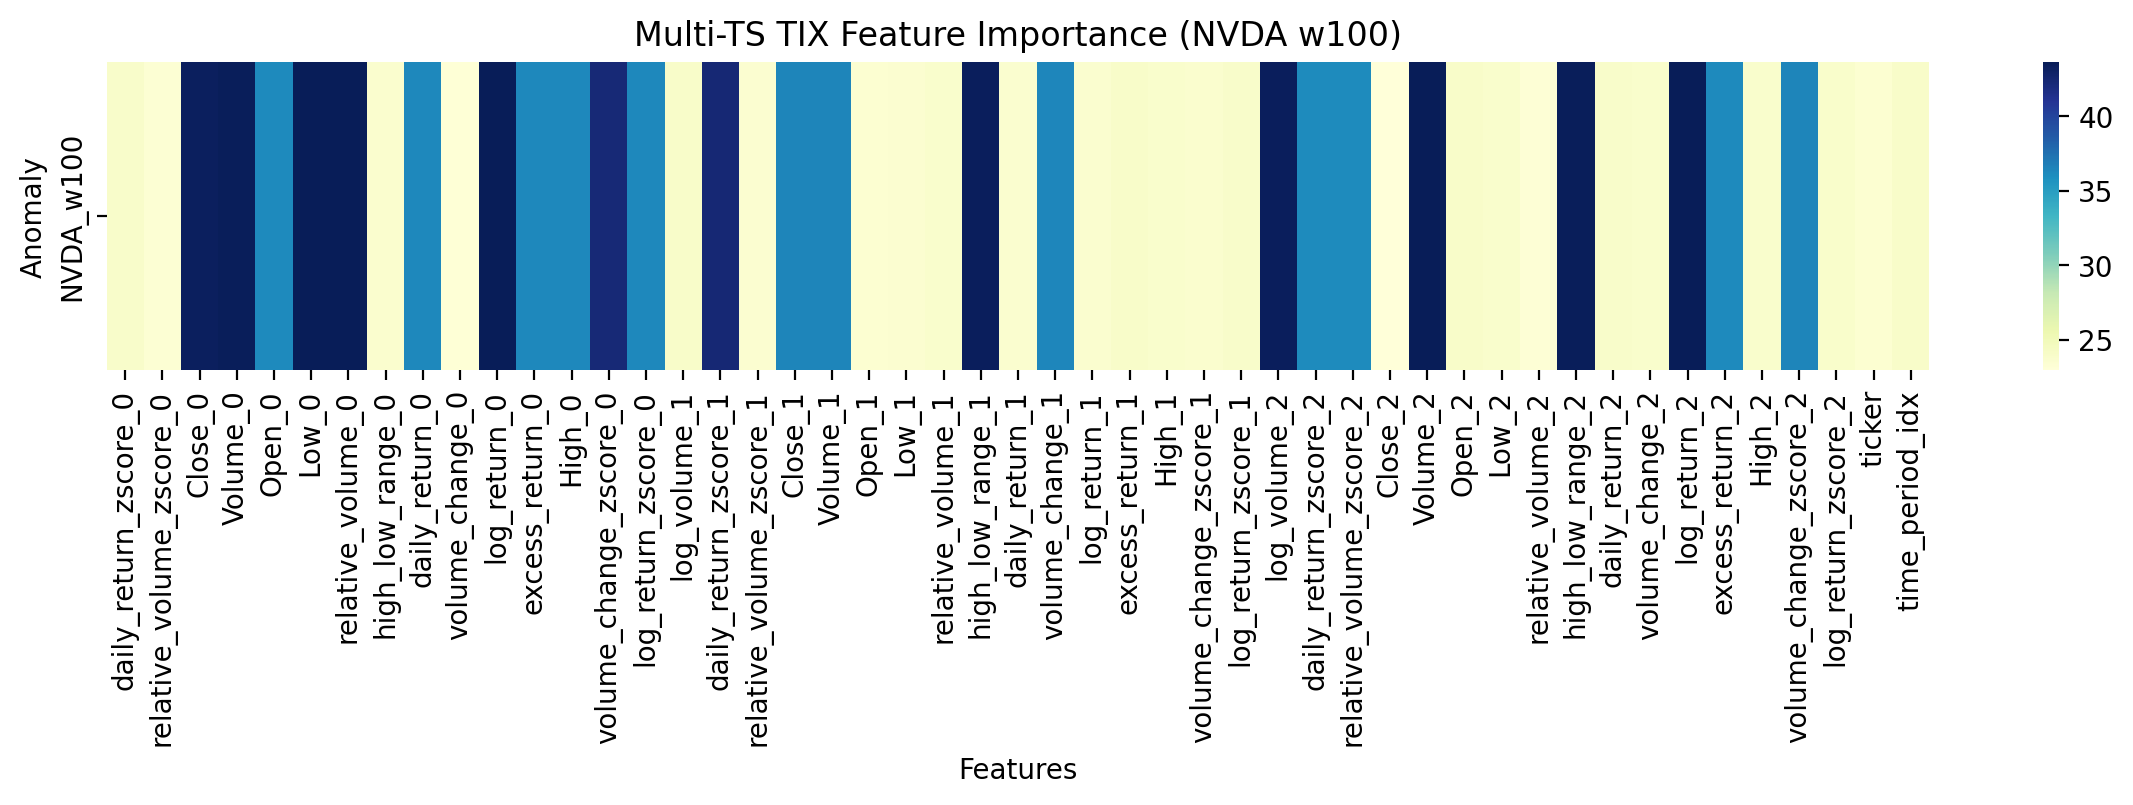 Multi-TS TIX Feature Importance (NVDA w100)
Anomaly
NVDA_w100
40
35
30
25
daily_return_zscore_0
relative_volume_zscore_0
Close_0
Volume_0
Open_0
Low_0
relative_volume_0
high_low_range_0
daily_return_0
volume_change_0
log_return_0
excess_return_0
High_0
volume_change_zscore_0
log_return_zscore_0
log_volume_1
daily_return_zscore_1
relative_volume_zscore_1
Close_1
Volume_1
Open_1
Low_1
relative_volume_1
high_low_range_1
daily_return_1
volume_change_1
log_return_1
excess_return_1
High_1
volume_change_zscore_1
log_return_zscore_1
log_volume_2
daily_return_zscore_2
relative_volume_zscore_2
Close_2
Volume_2
Open_2
Low_2
relative_volume_2
high_low_range_2
daily_return_2
volume_change_2
log_return_2
excess_return_2
High_2
volume_change_zscore_2
log_return_zscore_2
ticker
time_period_idx
Features